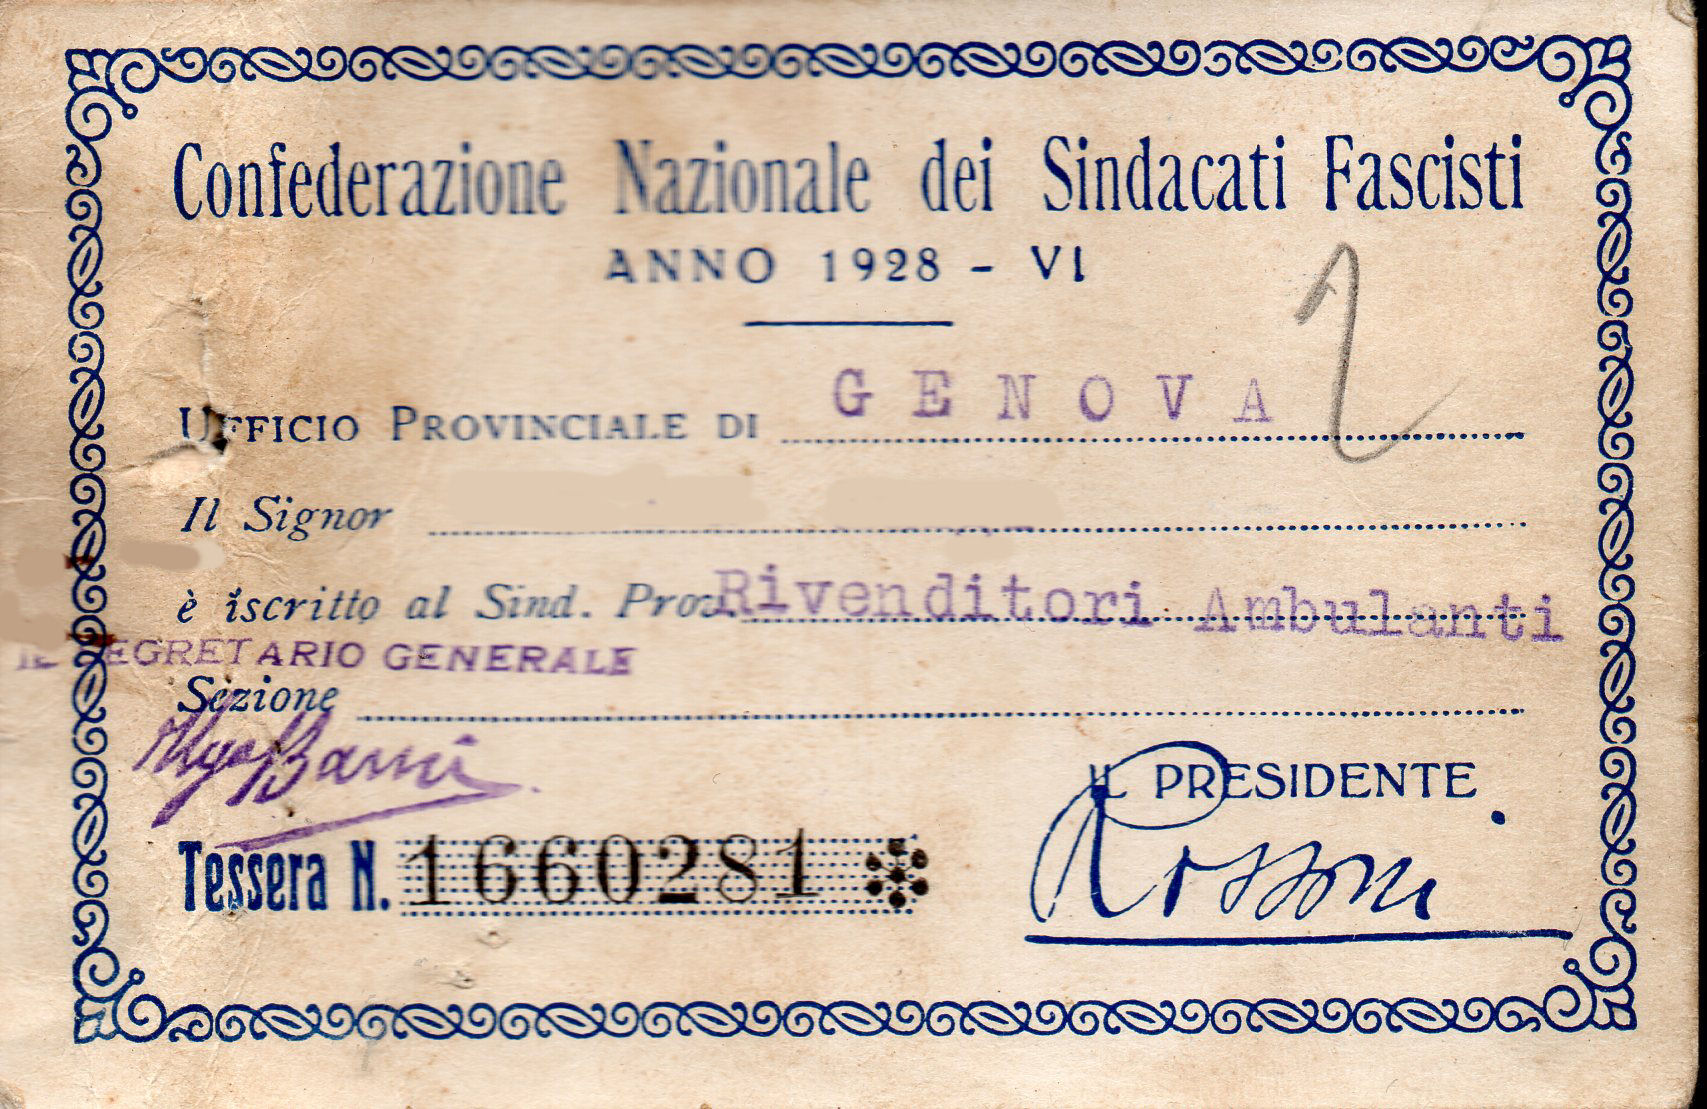 Confederazione Nazionale dei Sindacati Fascisti
ANNO 1928 - VI
UFFICIO PROVINCIALE DI GENOVA
2
Il Signor
è iscritto al Sind. Prov. Rivenditori Ambulanti
IL SEGRETARIO GENERALE
Sezione
IL PRESIDENTE
Rossoni
Tessera N. 1660281